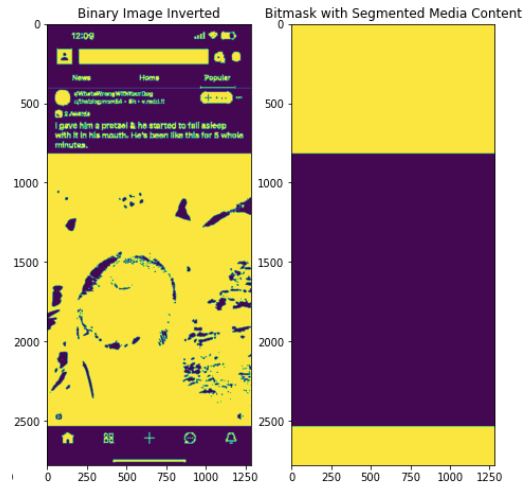 Binary Image Inverted
Bitmask with Segmented Media Content
0
500
1000
1500
2000
2500
0 250 500 750 1000 1250
0
500
1000
1500
2000
2500
0 250 500 750 1000 1250
12:09
News Home Popular
2 Awards
I gave him a pretzel & he started to fall asleep
with it in his mouth. He's been like this for 5 whole
minutes.